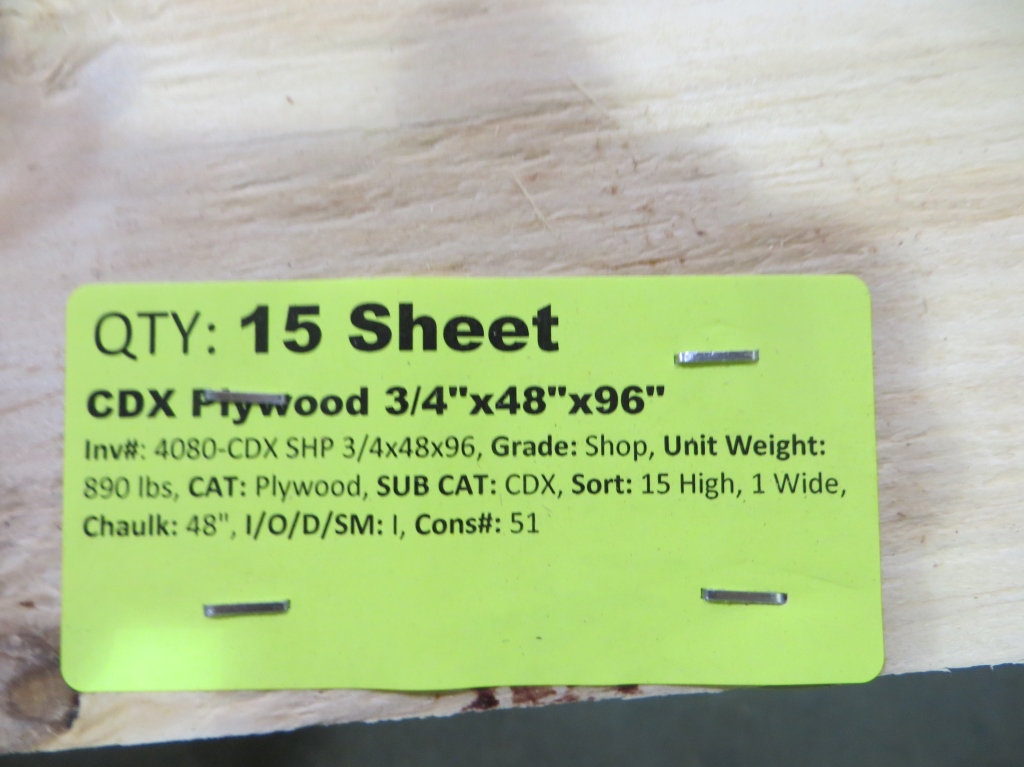 QTY: 15 Sheet
CDX Plywood 3/4"x48"x96"
Inv#: 4080-CDX SHP 3/4x48x96, Grade: Shop, Unit Weight:
890 lbs, CAT: Plywood, SUB CAT: CDX, Sort: 15 High, 1 Wide,
Chaulk: 48", I/O/D/SM: I, Cons#: 51